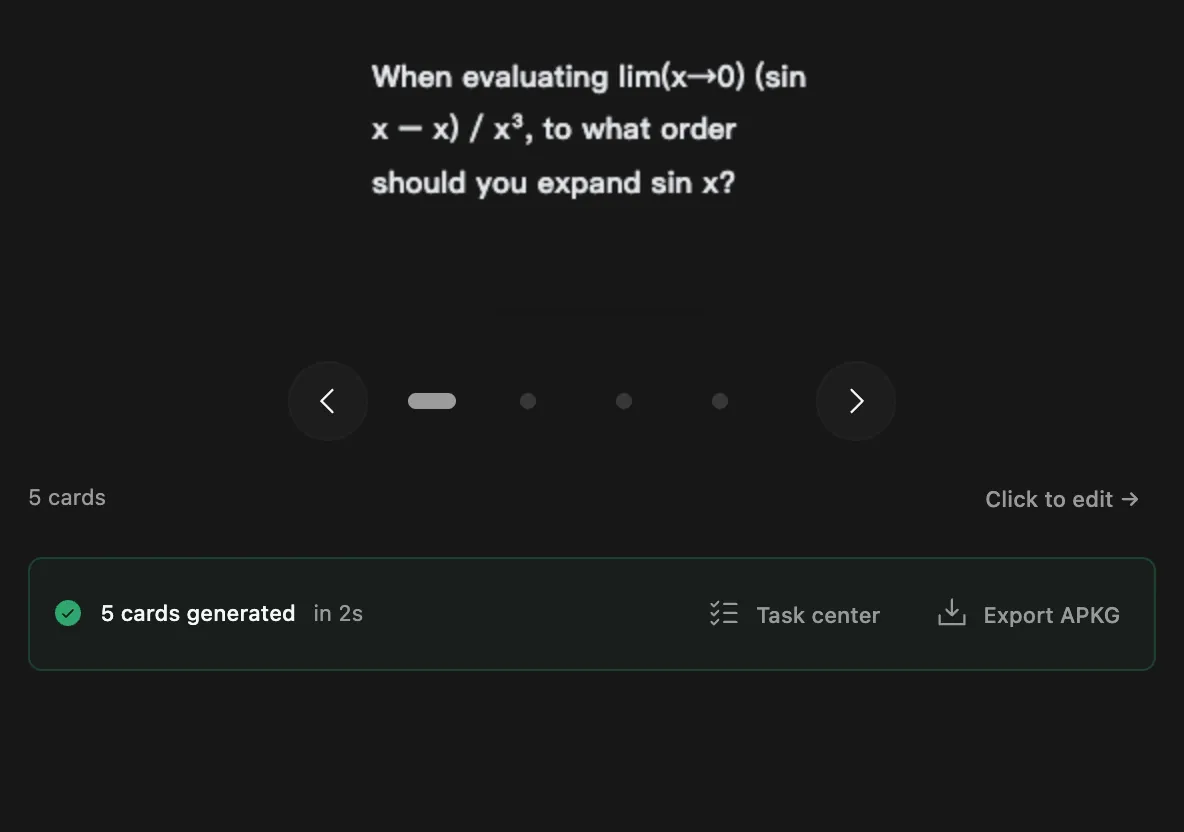 When evaluating lim(x→0) (sin
x − x) / x³, to what order
should you expand sin x?
5 cards
Click to edit →
5 cards generated in 2s
Task center
Export APKG